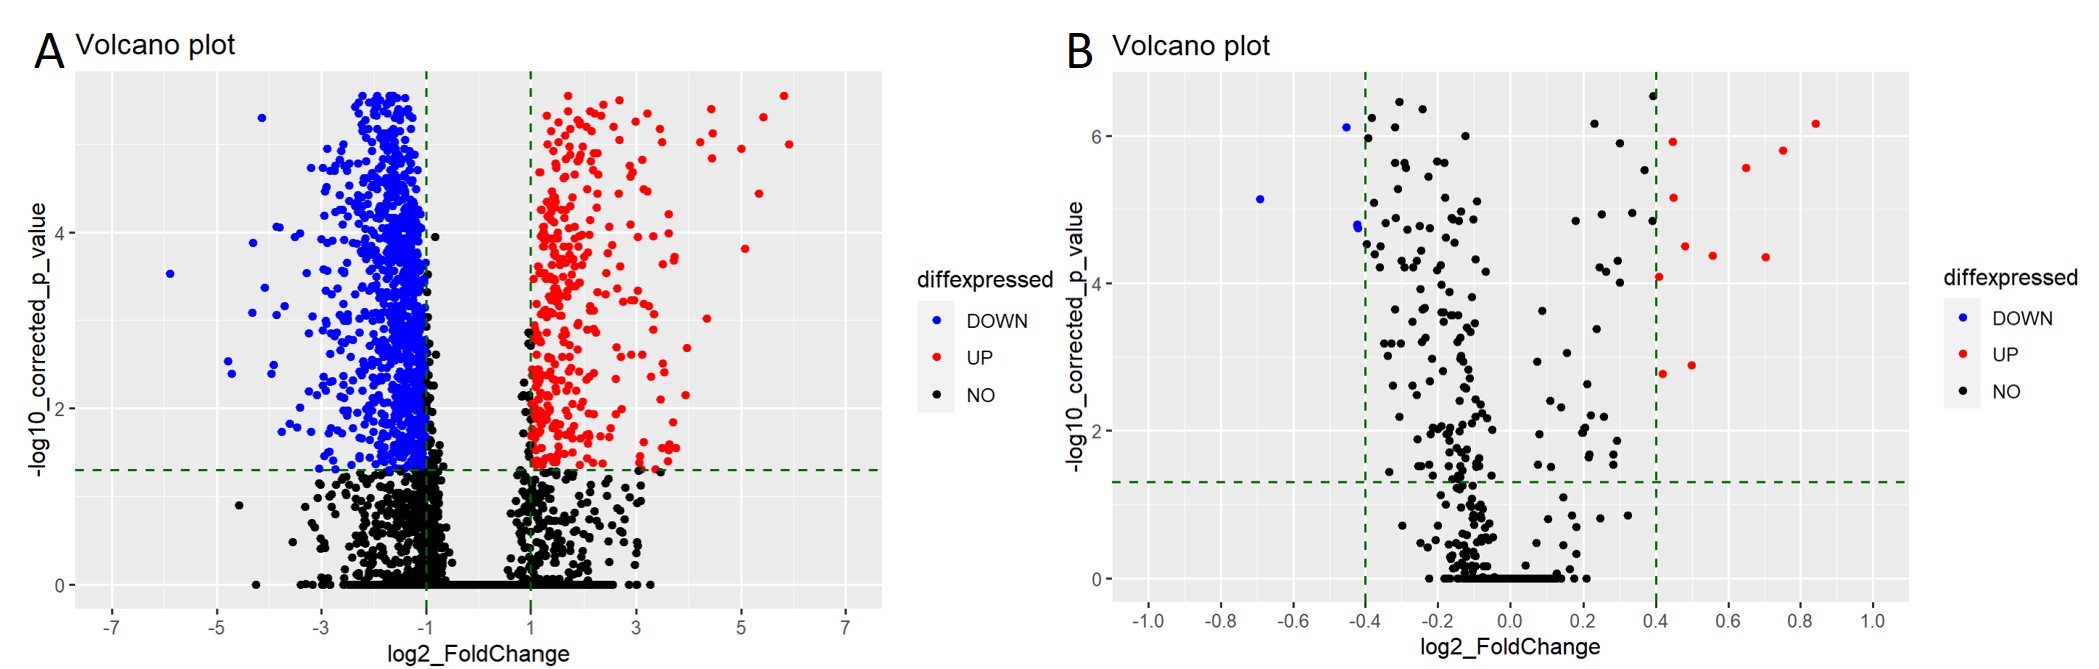 A Volcano plot
-log10_corrected_p_value
4
2
0
-7 -5 -3 -1 1 3 5 7
log2_FoldChange
diffexpressed
DOWN
UP
NO
B Volcano plot
-log10_corrected_p_value
6
4
2
0
-1.0 -0.8 -0.6 -0.4 -0.2 0.0 0.2 0.4 0.6 0.8 1.0
log2_FoldChange
diffexpressed
DOWN
UP
NO